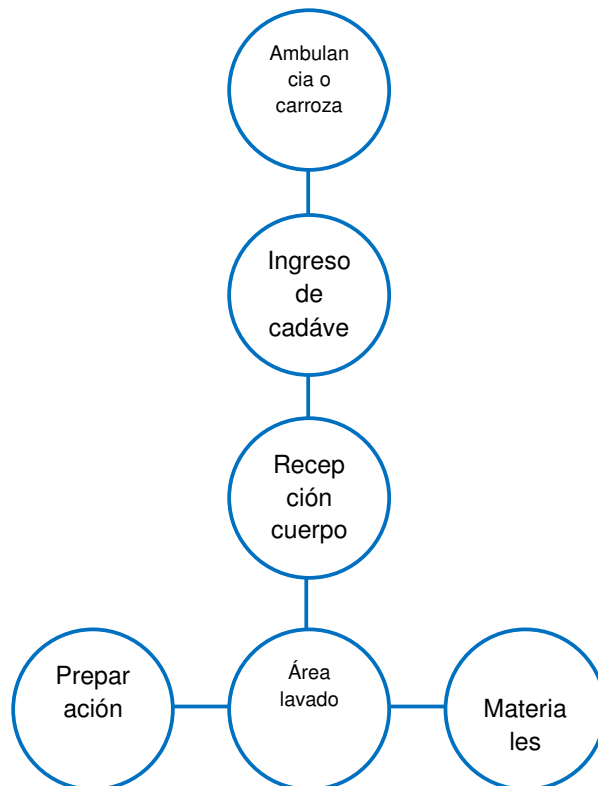 Ambulan
cia o
carroza
Ingreso
de
cadáve
Recep
ción
cuerpo
Prepar
ación
Área
lavado
Materia
les